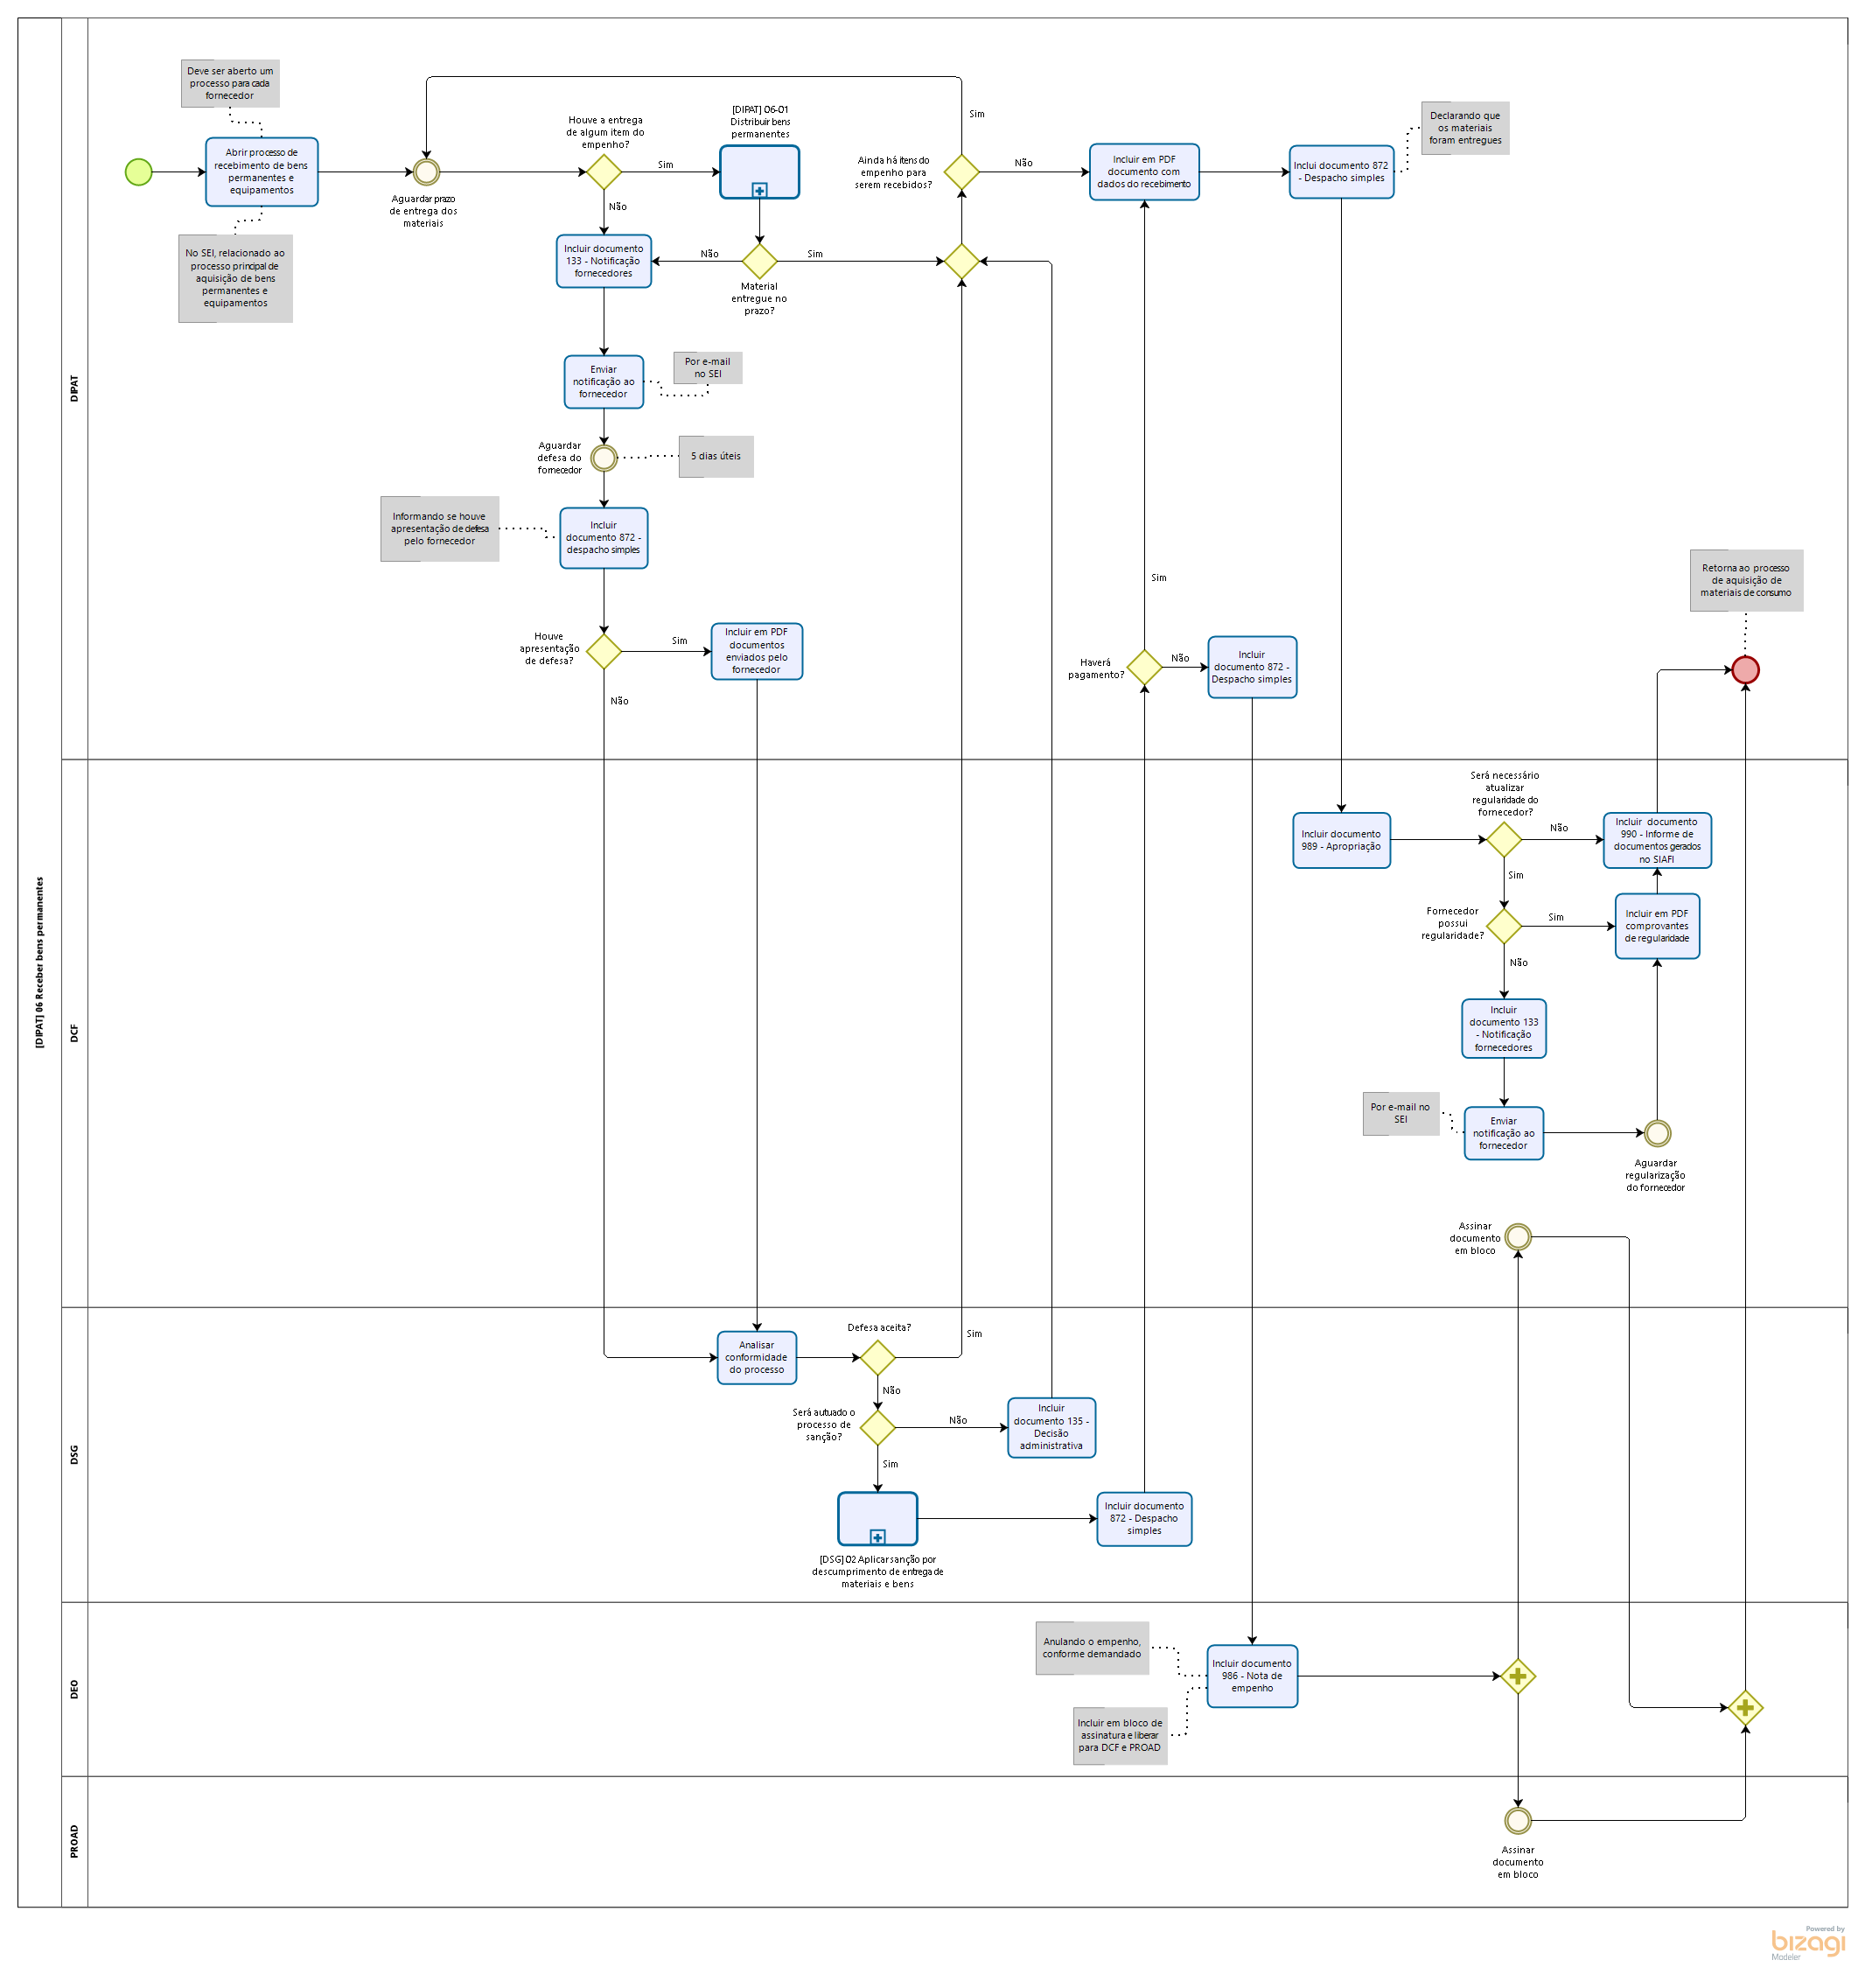 [DIPAT] 06 Receber bens permanentes
DIPAT
Deve ser aberto um
processo para cada
fornecedor
Abrir processo de
recebimento de bens
permanentes e
equipamentos
No SEI, relacionado ao
processo principal de
aquisição de bens
permanentes e
equipamentos
Aguardar prazo
de entrega dos
materiais
Houve a entrega
de algum item do
empenho?
Sim
Não
[DIPAT] 06-01
Distribuir bens
permanentes
Material
entregue no
prazo?
Não
Sim
Incluir documento
133 - Notificação
fornecedores
Ainda há itens do
empenho para
serem recebidos?
Sim
Não
Incluir em PDF
documento com
dados do recebimento
Inclui documento 872
- Despacho simples
Declarando que
os materiais
foram entregues
Enviar
notificação ao
fornecedor
Por e-mail
no SEI
Aguardar
defesa do
fornecedor
5 dias úteis
Informando se houve
apresentação de defesa
pelo fornecedor
Incluir
documento 872 -
despacho simples
Houve
apresentação
de defesa?
Sim
Não
Incluir em PDF
documentos
enviados pelo
fornecedor
Sim
Haverá
pagamento?
Não
Incluir
documento 872 -
Despacho simples
Retorna ao processo
de aquisição de
materiais de consumo
DCF
Incluir documento
989 - Apropriação
Será necessário
atualizar
regularidade do
fornecedor?
Não
Sim
Incluir documento
990 - Informe de
documentos gerados
no SIAFI
Fornecedor
possui
regularidade?
Sim
Não
Incluir em PDF
comprovantes
de regularidade
Incluir
documento 133
- Notificação
fornecedores
Por e-mail no
SEI
Enviar
notificação ao
fornecedor
Aguardar
regularização
do fornecedor
Assinar
documento
em bloco
DSG
Analisar
conformidade
do processo
Defesa aceita?
Sim
Não
Será autuado o
processo de
sanção?
Não
Sim
Incluir
documento 135 -
Decisão
administrativa
[DSG] 02 Aplicar sanção por
descumprimento de entrega de
materiais e bens
Incluir documento
872 - Despacho
simples
DEO
Anulando o empenho,
conforme demandado
Incluir documento
986 - Nota de
empenho
Incluir em bloco de
assinatura e liberar
para DCF e PROAD
PROAD
Assinar
documento
em bloco
Powered by
bizagi
Modeler